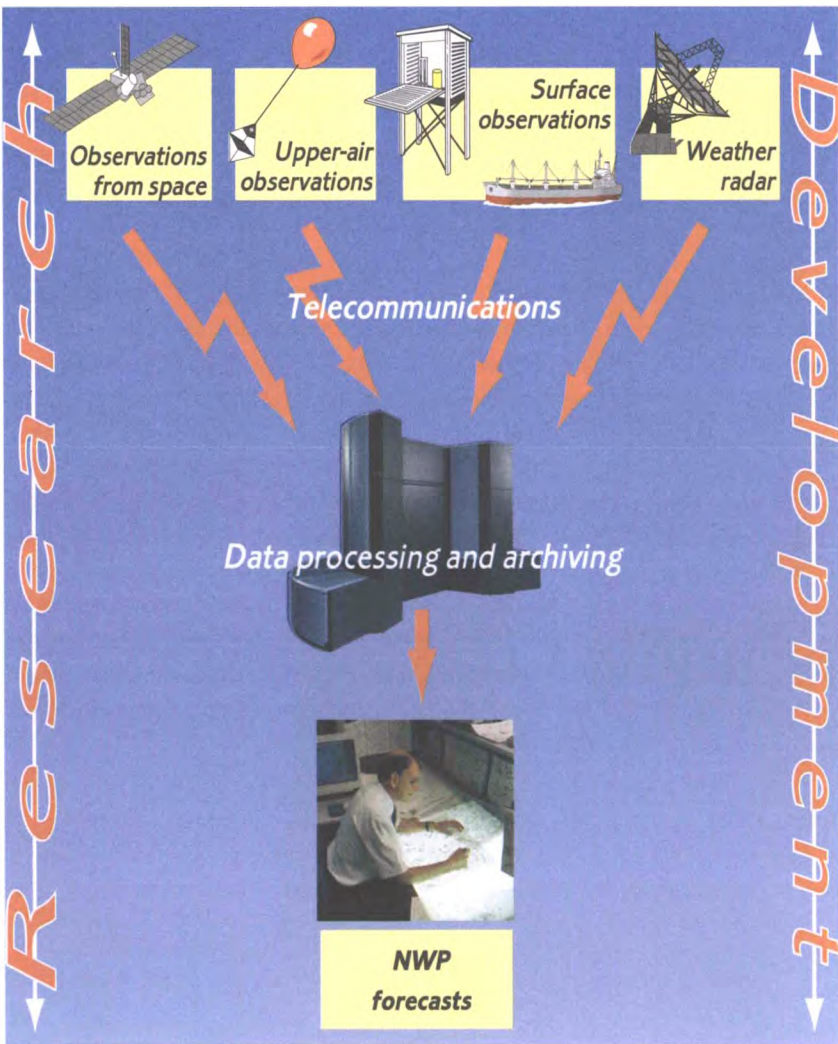 Research
Development
Observations
from space
Upper-air
observations
Surface
observations
Weather
radar
Telecommunications
Data processing and archiving
NWP
forecasts